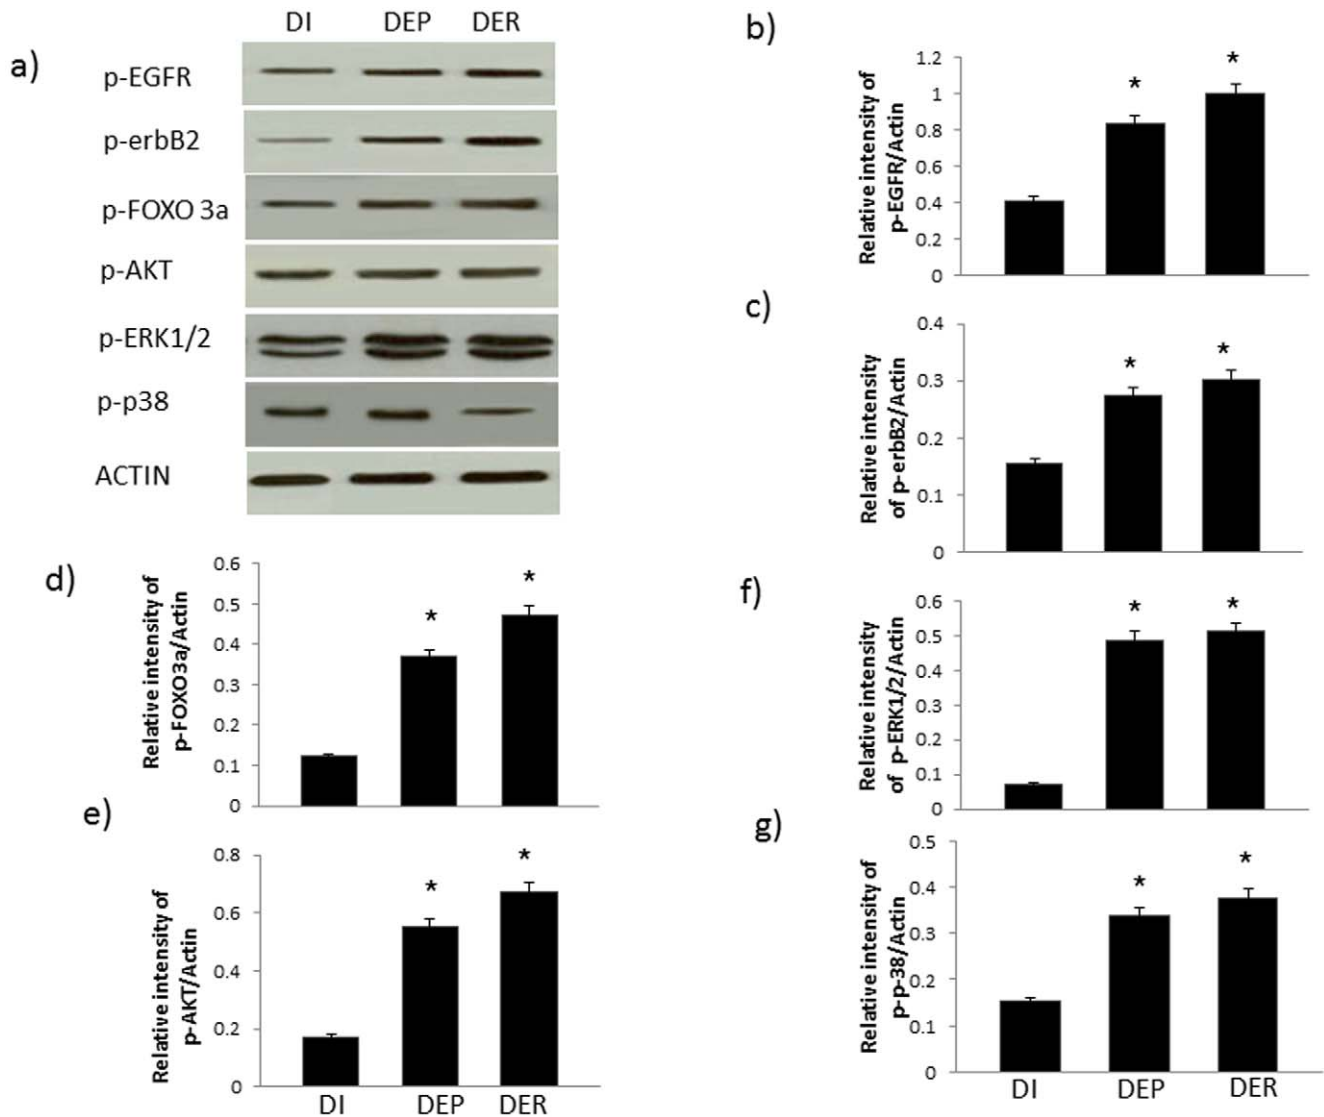 DI DEP DER
a)
p-EGFR
p-erbB2
p-FOXO 3a
p-AKT
p-ERK1/2
p-p38
ACTIN
b)
Relative intensity of
p-EGFR/Actin
1.2
1
0.8
0.6
0.4
0.2
0
*
*
c)
Relative intensity
of p-erbB2/Actin
0.4
0.3
0.2
0.1
0
*
*
d)
Relative intensity of
p-FOXO3a/Actin
0.6
0.5
0.4
0.3
0.2
0.1
0
*
*
e)
Relative intensity of
p-AKT/Actin
0.8
0.6
0.4
0.2
0
*
*
DI DEP DER
f)
Relative intensity
of p-ERK1/2/Actin
0.6
0.5
0.4
0.3
0.2
0.1
0
*
*
g)
Relative intensity of
p-p-38/Actin
0.5
0.4
0.3
0.2
0.1
0
*
*
DI DEP DER